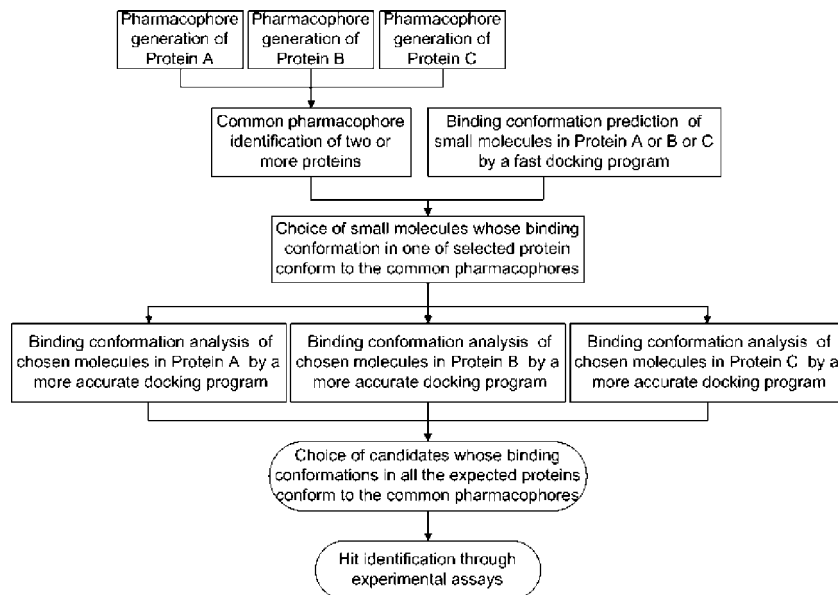 Pharmacophore
generation of
Protein A
Pharmacophore
generation of
Protein B
Pharmacophore
generation of
Protein C
Common pharmacophore
identification of two or
more proteins
Binding conformation prediction of
small molecules in Protein A or B or C
by a fast docking program
Choice of small molecules whose binding
conformation in one of selected protein
conform to the common pharmacophores
Binding conformation analysis of
chosen molecules in Protein A by a
more accurate docking program
Binding conformation analysis of
chosen molecules in Protein B by a
more accurate docking program
Binding conformation analysis of
chosen molecules in Protein C by a
more accurate docking program
Choice of candidates whose binding
conformations in all the expected proteins
conform to the common pharmacophores
Hit identification through
experimental assays